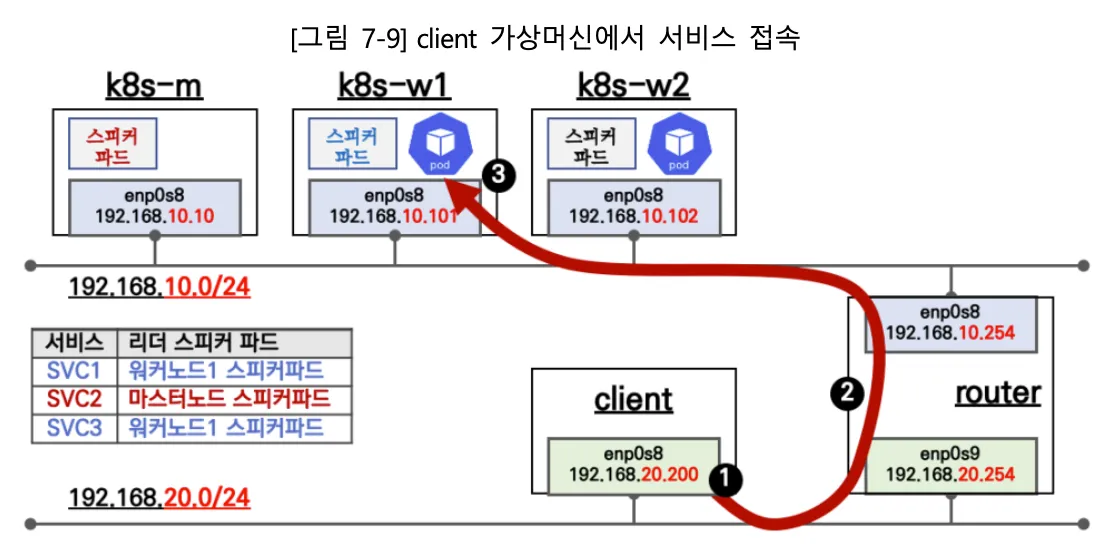 [그림 7-9] client 가상머신에서 서비스 접속
k8s-m
k8s-w1
k8s-w2
스피커
파드
스피커
파드
pod
스피커
파드
pod
3
enp0s8
192.168.10.10
enp0s8
192.168.10.101
enp0s8
192.168.10.102
192.168.10.0/24
서비스 리더 스피커 파드
SVC1 워커노드1 스피커파드
SVC2 마스터노드 스피커파드
SVC3 워커노드1 스피커파드
enp0s8
192.168.10.254
client
2
router
enp0s8
192.168.20.200
1
enp0s9
192.168.20.254
192.168.20.0/24